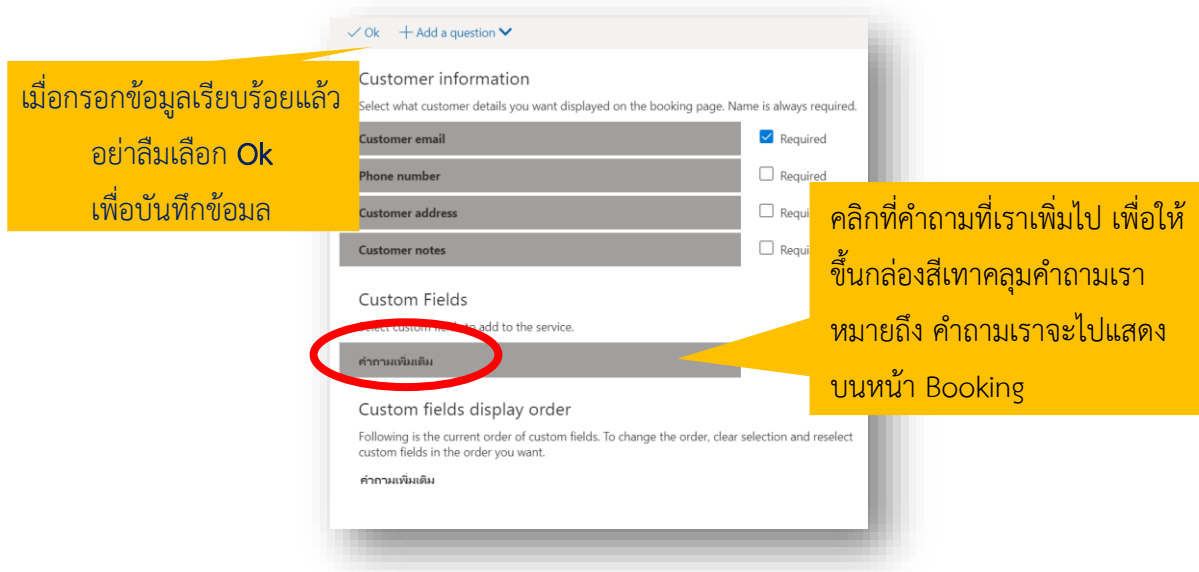 Ok Add a question
เมื่อกรอกข้อมูลเรียบร้อยแล้ว
อย่าลืมเลือก Ok
เพื่อบันทึกข้อมล
Customer information
Select what customer details you want displayed on the booking page. Name is always required.
Customer email Required
Phone number Required
Customer address Requi
Customer notes Requi
คลิกที่คำถามที่เราเพิ่มไป เพื่อให้
ขึ้นกล่องสีเทาคลุมคำถามเรา
หมายถึง คำถามเราจะไปแสดง
บนหน้า Booking
Custom Fields
Select custom fields to add to the service.
คำถามเพิ่มเติม
Custom fields display order
Following is the current order of custom fields. To change the order, clear selection and reselect
custom fields in the order you want.
คำถามเพิ่มเติม